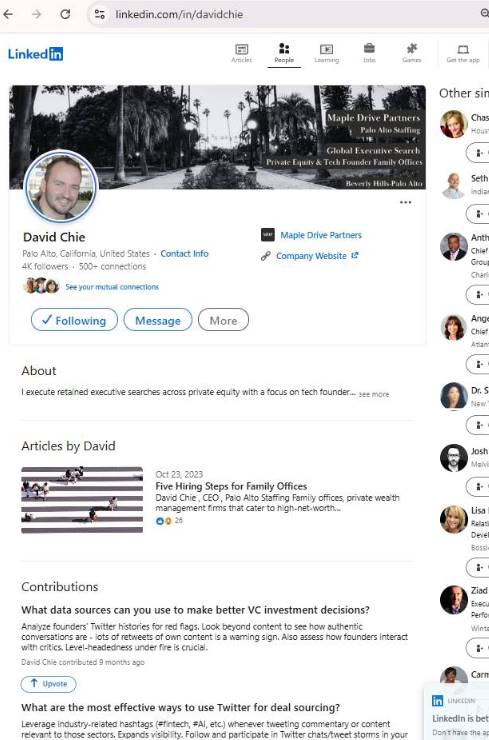 linkedin.com/in/davidchie
Linkedin
Articles People Learning Jobs Games Get the app
Maple Drive Partners
Palo Alto Staffing
Global Executive Search
Private Equity & Tech Founder Family Offices
Beverly Hills-Palo Alto
David Chie
Palo Alto, California, United States · Contact Info
4K followers · 500+ connections
See your mutual connections
Maple Drive Partners
Company Website
Following Message More
About
I execute retained executive searches across private equity with a focus on tech founder... see more
Articles by David
Oct 23, 2023
Five Hiring Steps for Family Offices
David Chie , CEO , Palo Alto Staffing Family offices, private wealth
management firms that cater to high-net-worth...
26
Contributions
What data sources can you use to make better VC investment decisions?
Analyze founders' Twitter histories for red flags. Look beyond content to see how authentic
conversations are - lots of retweets of own content is a warning sign. Also assess how founders interact
with critics. Level-headedness under fire is crucial.
David Chie contributed 9 months ago
Upvote
What are the most effective ways to use Twitter for deal sourcing?
Leverage industry-related hashtags (#fintech, #AI, etc.) whenever tweeting commentary or content
relevant to those sectors. Expands visibility. Follow and participate in Twitter chats/tweet storms in your
Other sin
Chas
Hous
Seth
Indian
Anth
Chief
Group
Charl
Ange
Chief
Atlan
Dr. S
New
Josh
Melvi
Lisa
Relati
Devel
Bossi
Ziad
Execu
Perfo
Winte
Carm
LINKEDIN
LinkedIn is bet
Don't have the ap